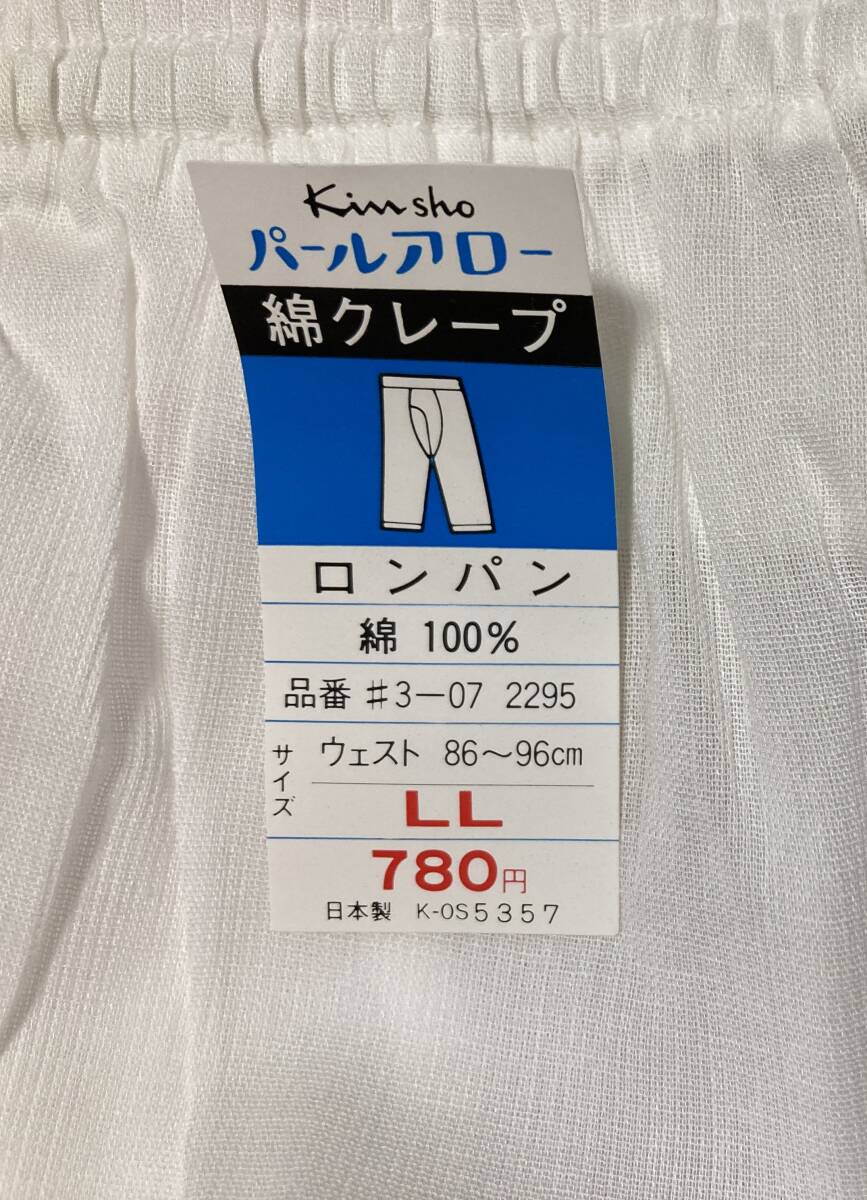 Kinsho
パールアロー
綿クレープ
ロンパン
綿 100%
品番 #3-07 2295
サイズ
ウェスト 86〜96cm
LL
780円
日本製 K-OS5357